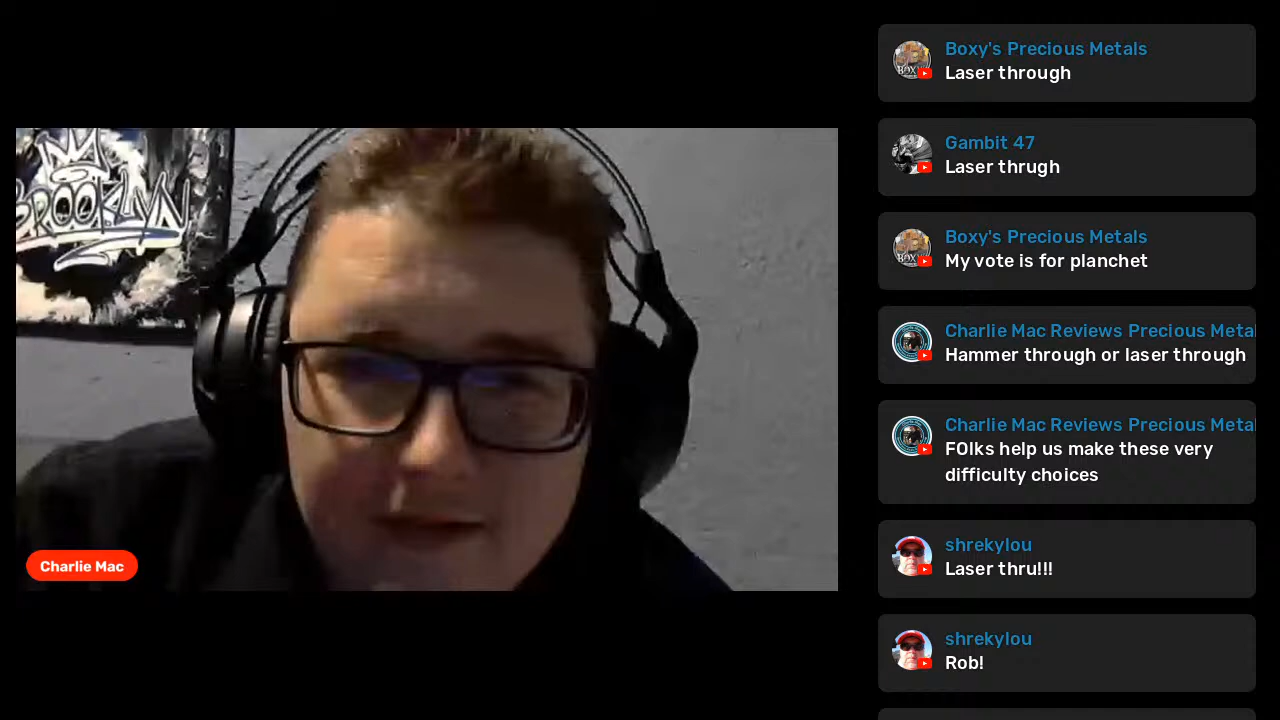 BROOKLYN
Charlie Mac
Boxy's Precious Metals
Laser through
Gambit 47
Laser thrugh
Boxy's Precious Metals
My vote is for planchet
Charlie Mac Reviews Precious Metal
Hammer through or laser through
Charlie Mac Reviews Precious Metal
FOlks help us make these very
difficulty choices
shrekylou
Laser thru!!!
shrekylou
Rob!